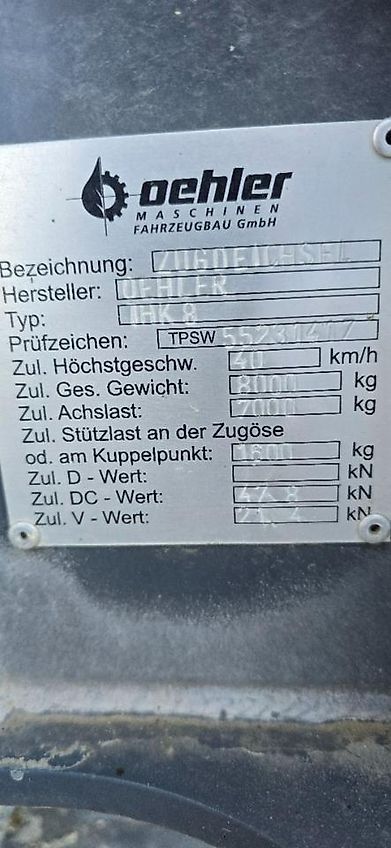 oehler
MASCHINEN
FAHRZEUGBAU GmbH
Bezeichnung: ZUGDEICHSEL
Hersteller: OEHLER
Typ: 8
Prüfzeichen: TPSW
Zul. Höchstgeschw. 40 km/h
Zul. Ges. Gewicht: 8000 kg
Zul. Achslast: 7000 kg
Zul. Stützlast an der Zugöse
od. am Kuppelpunkt: kg
Zul. D - Wert: kN
Zul. DC - Wert: 47,8 kN
Zul. V - Wert: kN